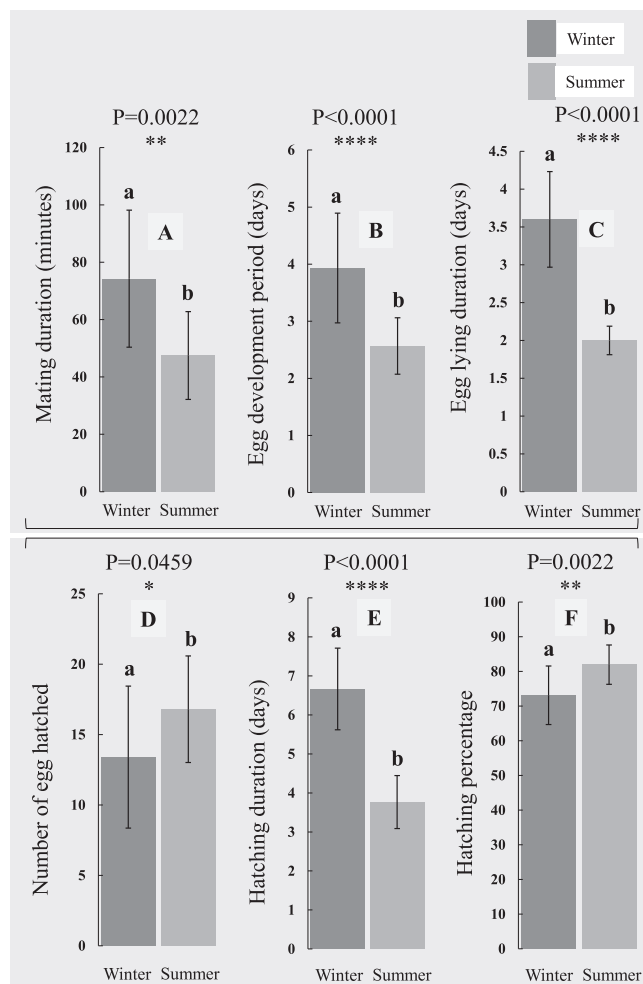 Winter
Summer
P=0.0022
**
Mating duration (minutes)
120
100
80
60
40
20
0
a
A
b
Winter Summer
P<0.0001
****
Egg development period (days)
6
5
4
3
2
1
0
a
B
b
Winter Summer
P<0.0001
****
Egg lying duration (days)
4.5
4
3.5
3
2.5
2
1.5
1
0.5
0
a
C
b
Winter Summer
P=0.0459
*
Number of egg hatched
25
20
15
10
5
0
D
a
b
Winter Summer
P<0.0001
****
Hatching duration (days)
9
8
7
6
5
4
3
2
1
0
E
a
b
Winter Summer
P=0.0022
**
Hatching percentage
100
90
80
70
60
50
40
30
20
10
0
F
a
b
Winter Summer